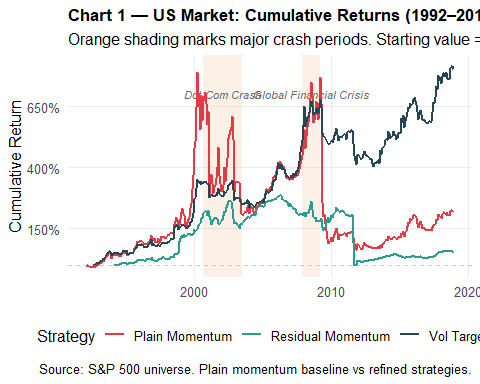 Chart 1 — US Market: Cumulative Returns (1992–201
Orange shading marks major crash periods. Starting value =
Dot Com Crash Global Financial Crisis
650%
400%
150%
Cumulative Return
2000 2010 2020
Strategy Plain Momentum Residual Momentum Vol Targe
Source: S&P 500 universe. Plain momentum baseline vs refined strategies.